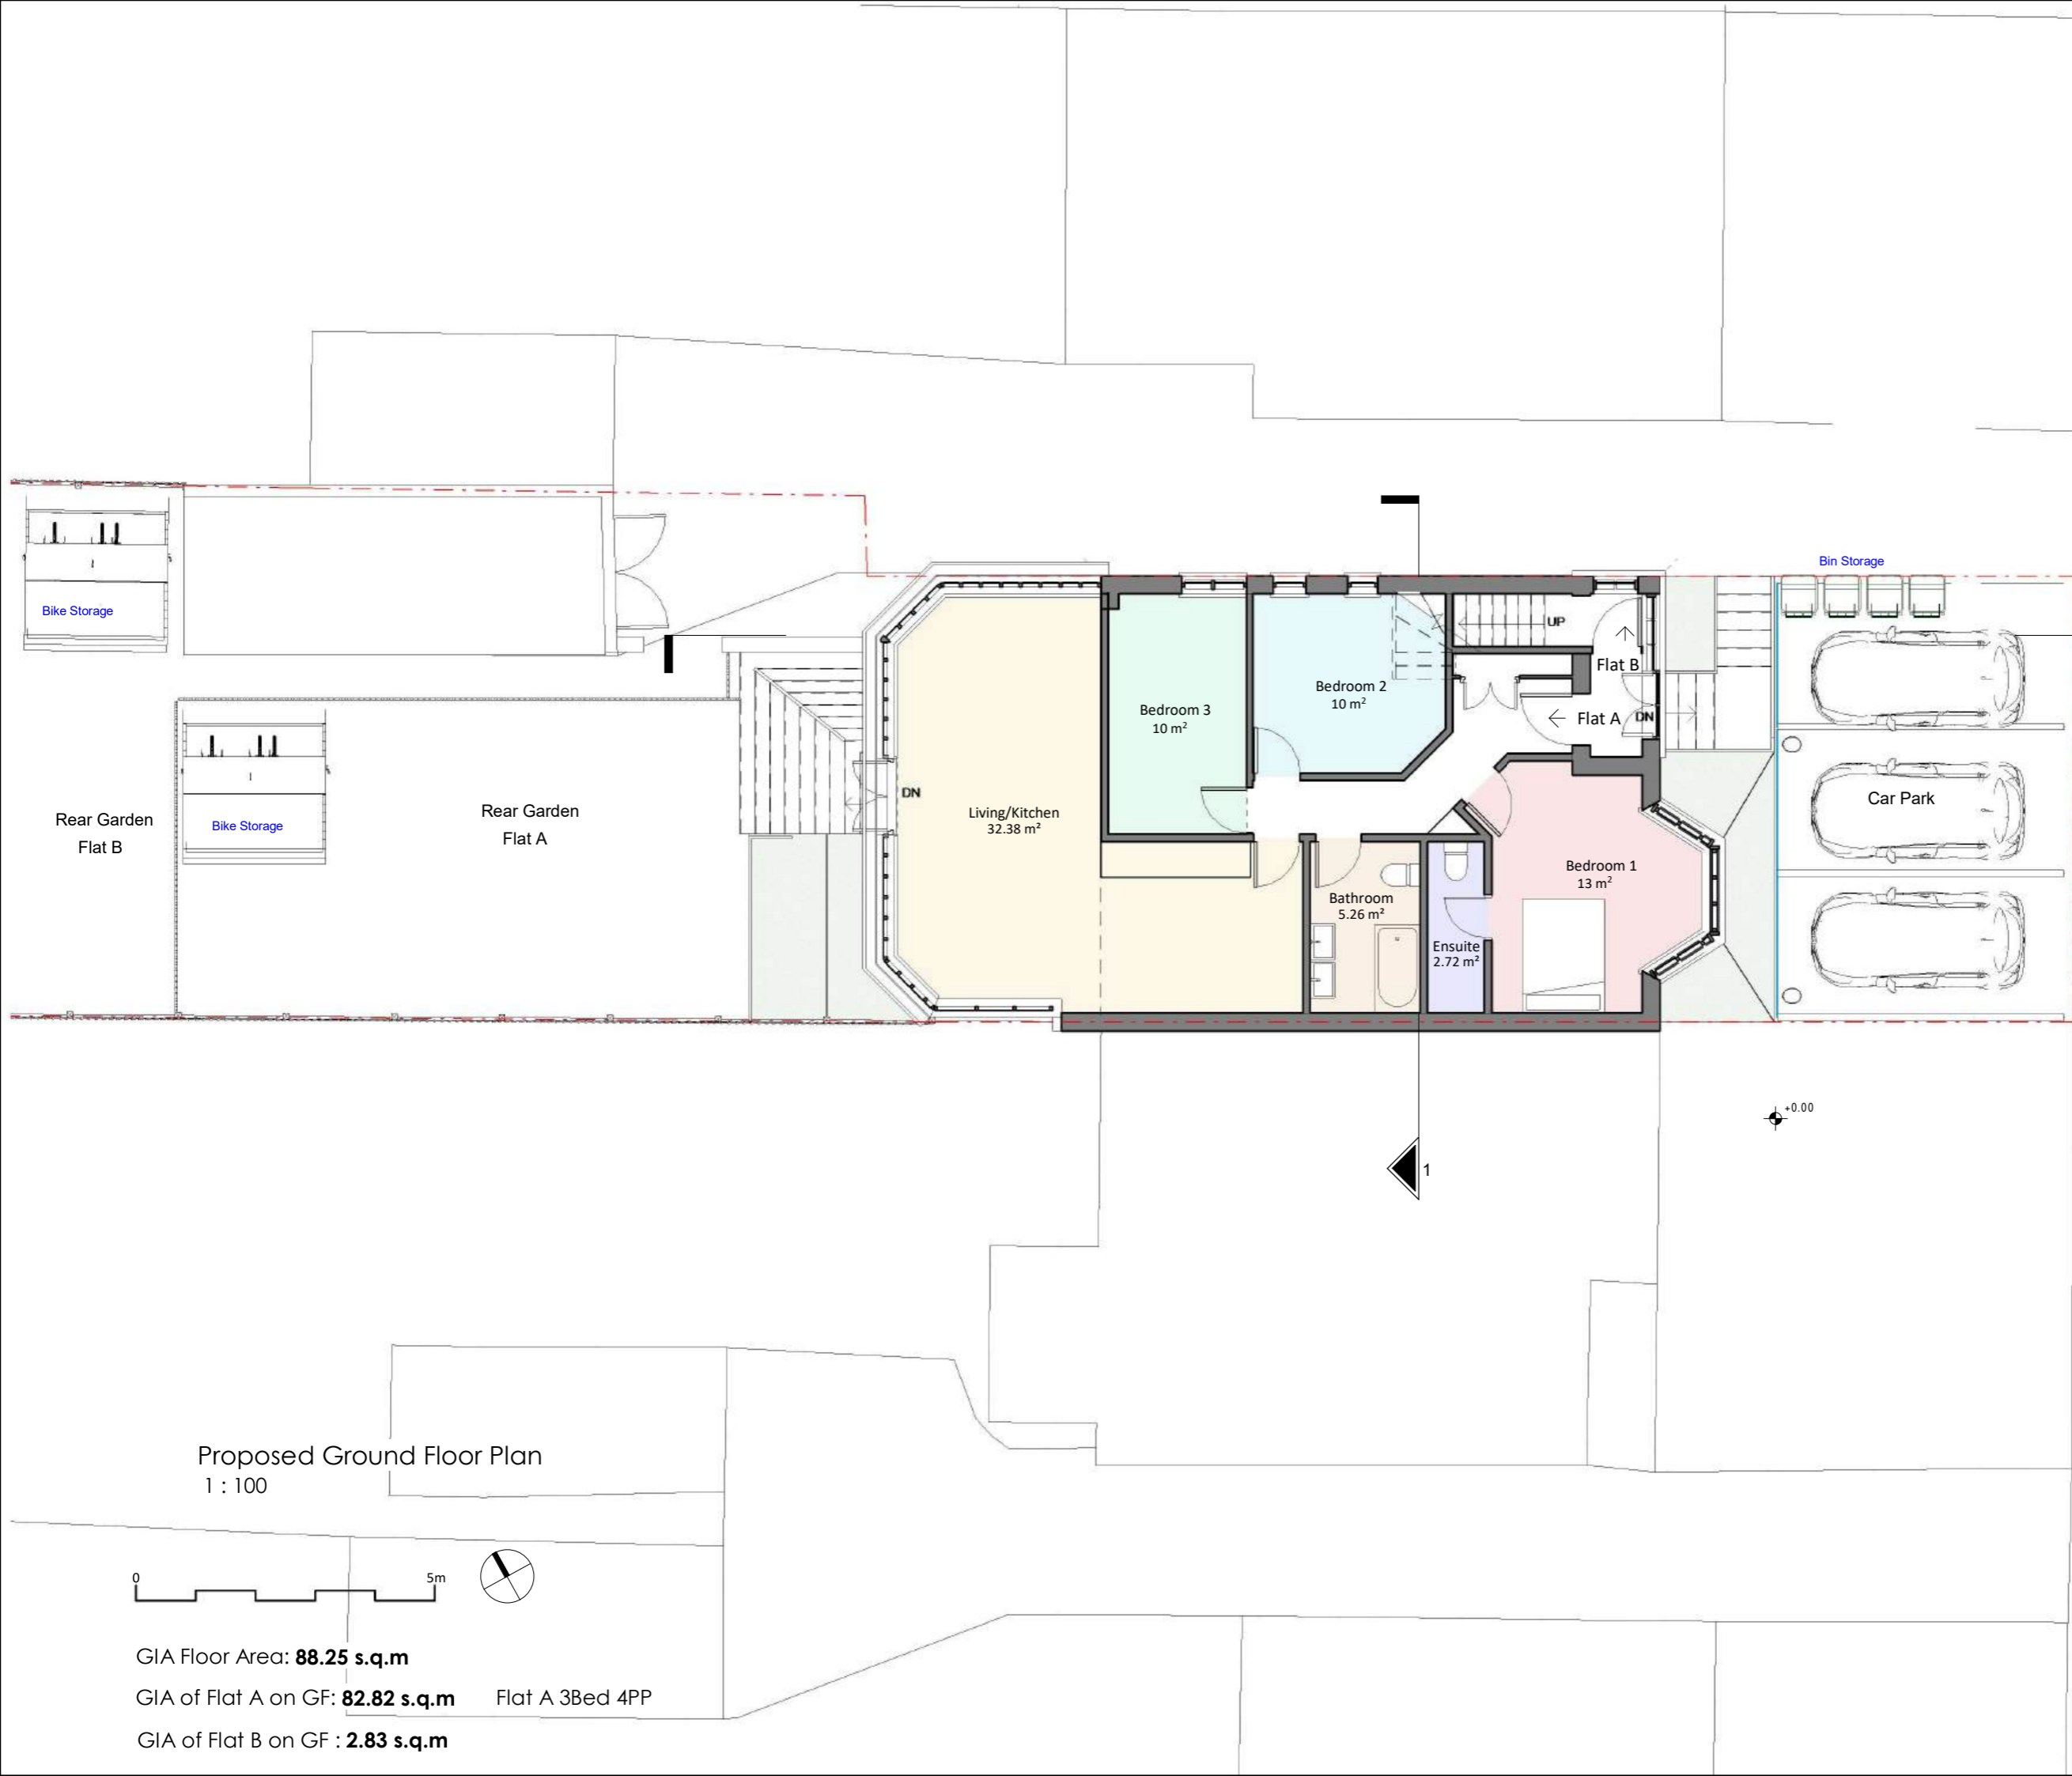 Bin Storage
Bike Storage
UP
Flat B
Bedroom 2
10 m²
Bedroom 3
10 m²
Flat A
DN
DN
Living/Kitchen
32.38 m²
Car Park
Rear Garden
Flat A
Rear Garden
Flat B
Bike Storage
Bedroom 1
13 m²
Bathroom
5.26 m²
Ensuite
2.72 m²
+0.00
1
Proposed Ground Floor Plan
1 : 100
0
5m
GIA Floor Area: 88.25 s.q.m
GIA of Flat A on GF: 82.82 s.q.m Flat A 3Bed 4PP
GIA of Flat B on GF : 2.83 s.q.m